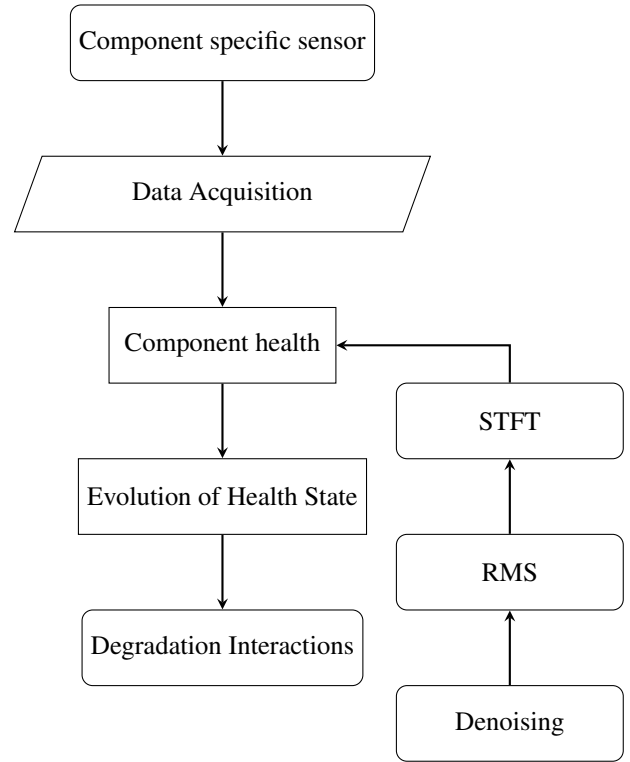 Component specific sensor
Data Acquisition
Component health
STFT
Evolution of Health State
RMS
Degradation Interactions
Denoising